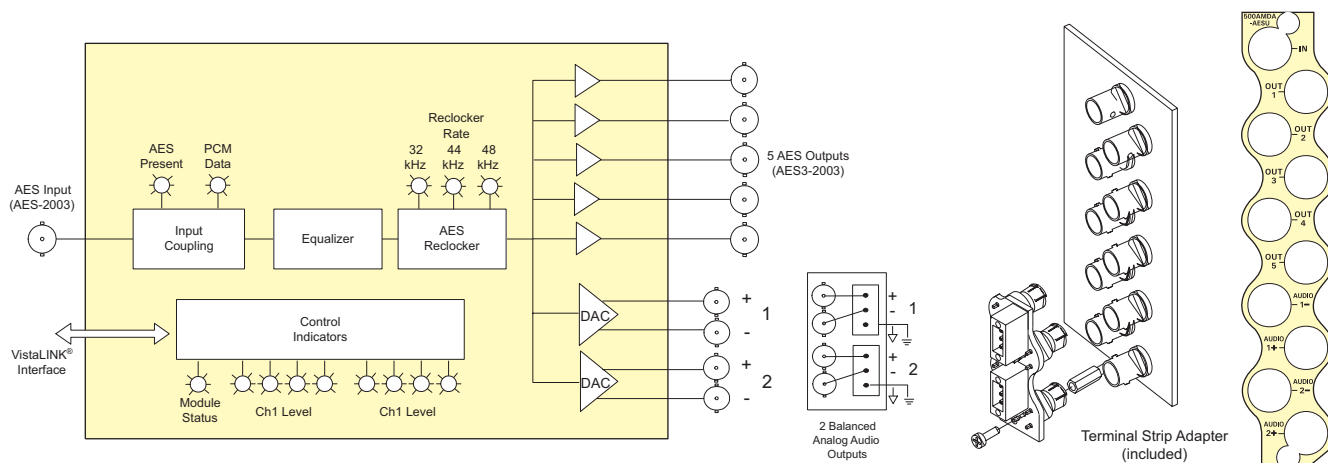 AES Input
(AES-2003)
AES
Present
PCM
Data
Reclocker
Rate
32
kHz
44
kHz
48
kHz
Input
Coupling
Equalizer
AES
Reclocker
5 AES Outputs
(AES3-2003)
DAC
+
-
1
DAC
+
-
2
VistaLINK®
Interface
Control
Indicators
Module
Status
Ch1 Level
Ch1 Level
+
-
1
+
-
2
2 Balanced
Analog Audio
Outputs
Terminal Strip Adapter
(included)
500AMDA
-AESU
IN
OUT
1
OUT
2
OUT
3
OUT
4
OUT
5
AUDIO
1-
AUDIO
1+
AUDIO
2-
AUDIO
2+